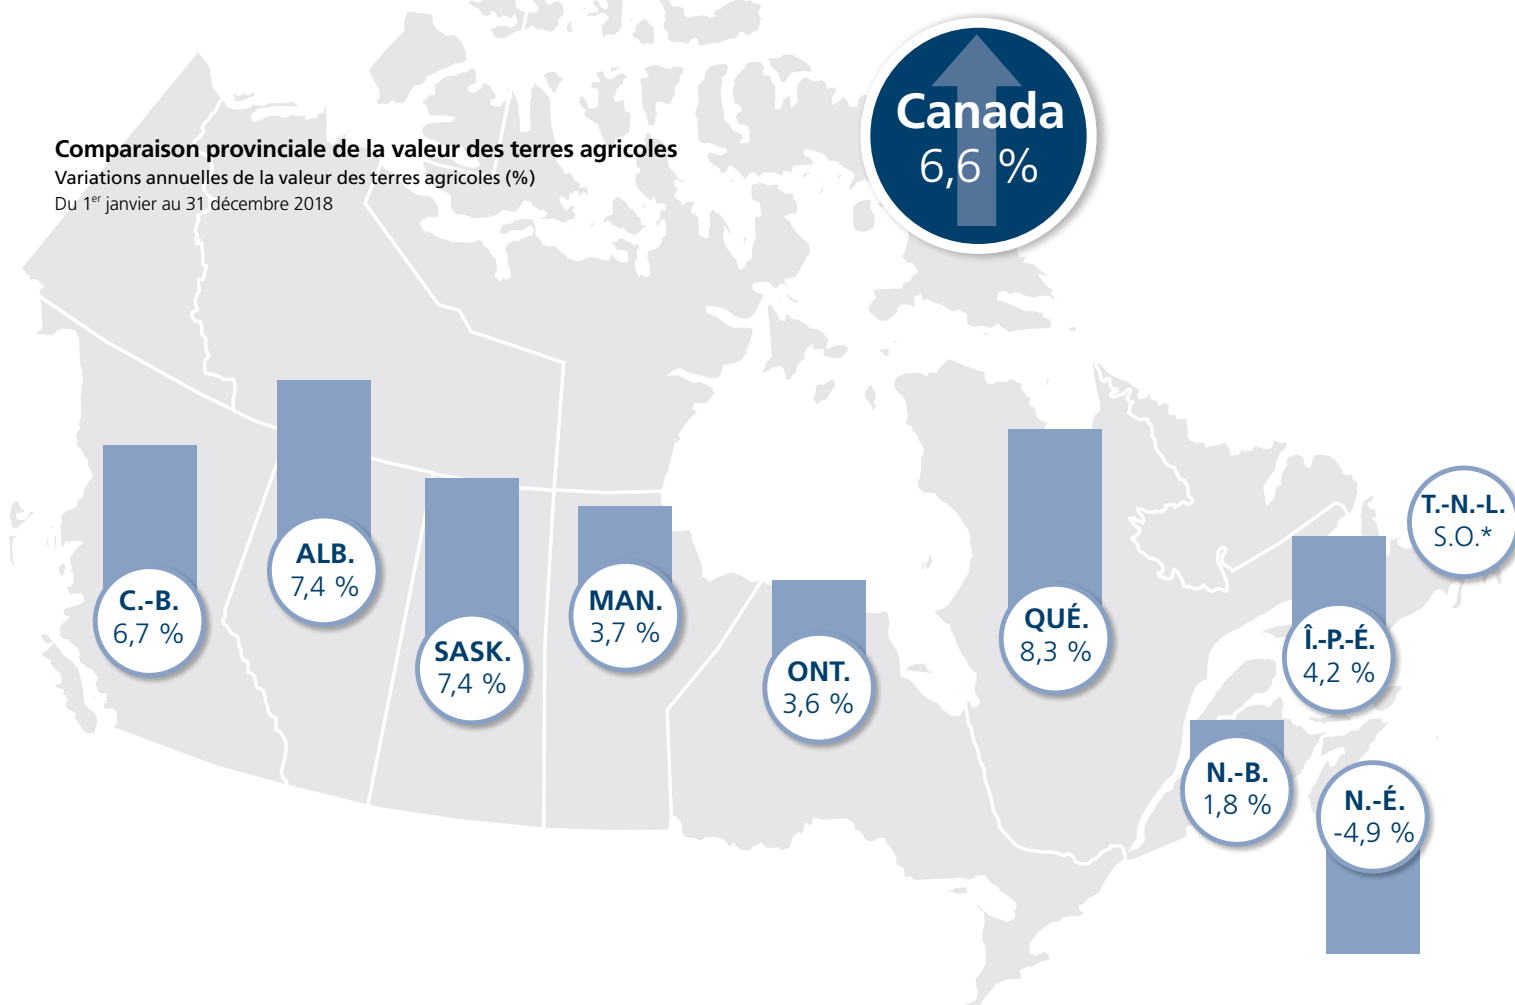 Canada
6,6 %
Comparaison provinciale de la valeur des terres agricoles
Variations annuelles de la valeur des terres agricoles (%)
Du 1er janvier au 31 décembre 2018
C.-B.
6,7 %
ALB.
7,4 %
SASK.
7,4 %
MAN.
3,7 %
ONT.
3,6 %
QUÉ.
8,3 %
T.-N.-L.
S.O.*
Î.-P.-É.
4,2 %
N.-B.
1,8 %
N.-É.
-4,9 %